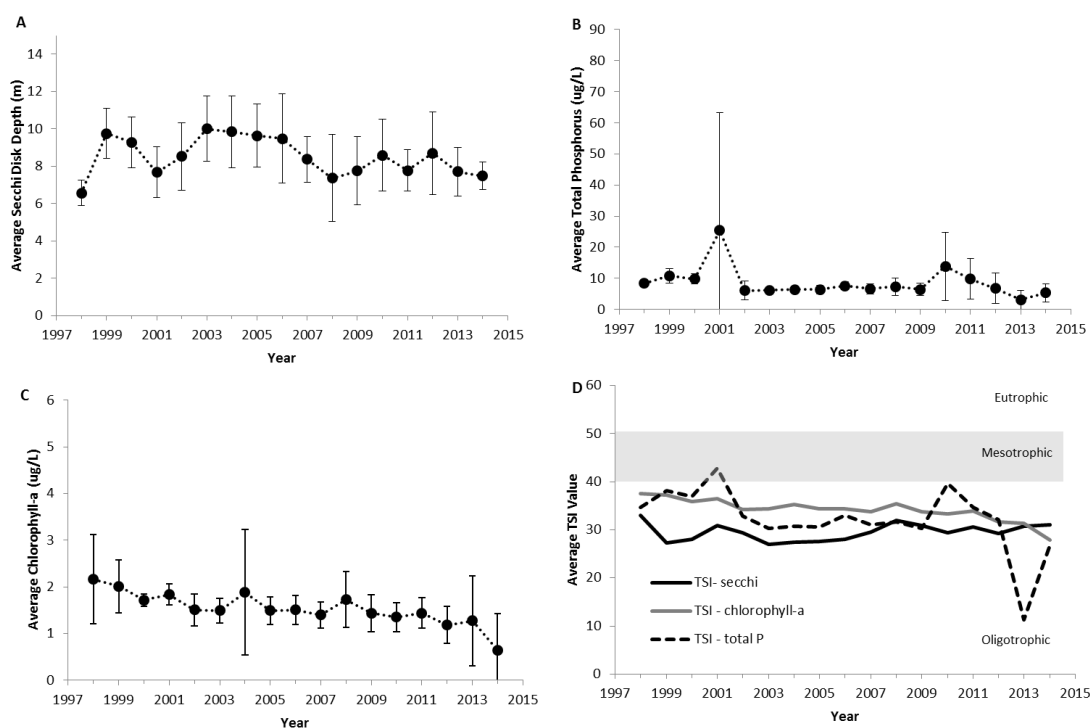 A
Average Secchi Disk Depth (m)
14
12
10
8
6
4
2
0
1997 1999 2001 2003 2005 2007 2009 2011 2013 2015
Year
B
Average Total Phosphorus (ug/L)
90
80
70
60
50
40
30
20
10
0
1997 1999 2001 2003 2005 2007 2009 2011 2013 2015
Year
C
Average Chlorophyll-a (ug/L)
6
5
4
3
2
1
0
1997 1999 2001 2003 2005 2007 2009 2011 2013 2015
Year
D
Average TSI Value
60
50
40
30
20
10
0
Eutrophic
Mesotrophic
Oligotrophic
TSI- secchi
TSI - chlorophyll-a
TSI - total P
1997 1999 2001 2003 2005 2007 2009 2011 2013 2015
Year